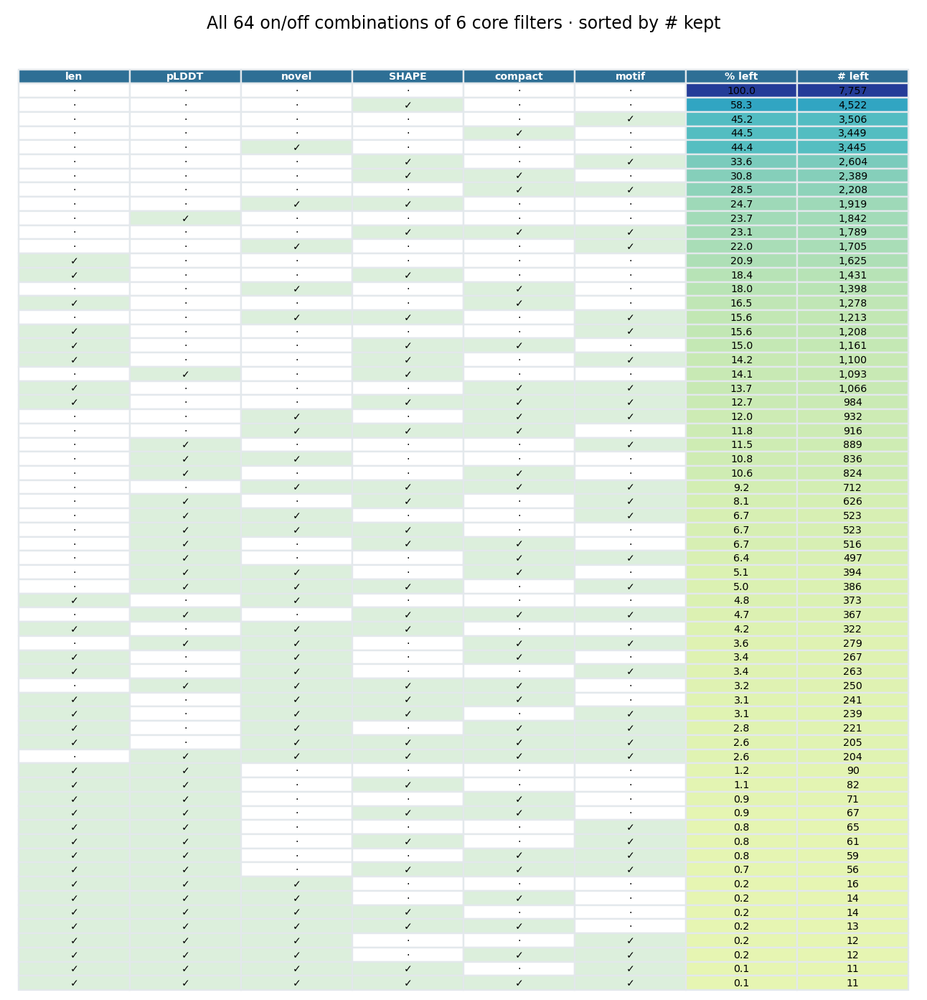 All 64 on/off combinations of 6 core filters · sorted by # kept
len pLDDT novel SHAPE compact motif % left # left
· · · · · · 100.0 7,757
· · · ✓ · · 58.3 4,522
· · · · · ✓ 45.2 3,506
· · · · ✓ · 44.5 3,449
· · ✓ · · · 44.4 3,445
· · · ✓ · ✓ 33.6 2,604
· · · ✓ ✓ · 30.8 2,389
· · · · ✓ ✓ 28.5 2,208
· · ✓ ✓ · · 24.7 1,919
· ✓ · · · · 23.7 1,842
· · · ✓ ✓ ✓ 23.1 1,789
· · ✓ · · ✓ 22.0 1,705
✓ · · · · · 20.9 1,625
✓ · · ✓ · · 18.4 1,431
· · ✓ · ✓ · 18.0 1,398
✓ · · · ✓ · 16.5 1,278
· · ✓ ✓ · ✓ 15.6 1,213
✓ · · · · ✓ 15.6 1,208
✓ · · ✓ ✓ · 15.0 1,161
✓ · · ✓ · ✓ 14.2 1,100
· ✓ · ✓ · · 14.1 1,093
✓ · · · ✓ ✓ 13.7 1,066
✓ · · ✓ ✓ ✓ 12.7 984
· · ✓ · ✓ ✓ 12.0 932
· · ✓ ✓ ✓ · 11.8 916
· ✓ · · · ✓ 11.5 889
· ✓ ✓ · · · 10.8 836
· ✓ · · ✓ · 10.6 824
· · ✓ ✓ ✓ ✓ 9.2 712
· ✓ · ✓ · ✓ 8.1 626
· ✓ ✓ · · ✓ 6.7 523
· ✓ ✓ ✓ · · 6.7 523
· ✓ · ✓ ✓ · 6.7 516
· ✓ · · ✓ ✓ 6.4 497
· ✓ ✓ · ✓ · 5.1 394
· ✓ ✓ ✓ · ✓ 5.0 386
✓ · ✓ · · · 4.8 373
· ✓ · ✓ ✓ ✓ 4.7 367
✓ · ✓ ✓ · · 4.2 322
· ✓ ✓ · ✓ ✓ 3.6 279
✓ · ✓ · ✓ · 3.4 267
✓ · ✓ · · ✓ 3.4 263
· ✓ ✓ ✓ ✓ · 3.2 250
✓ · ✓ ✓ ✓ · 3.1 241
✓ · ✓ ✓ · ✓ 3.1 239
✓ · ✓ · ✓ ✓ 2.8 221
✓ · ✓ ✓ ✓ ✓ 2.6 205
· ✓ ✓ ✓ ✓ ✓ 2.6 204
✓ ✓ · · · · 1.2 90
✓ ✓ · ✓ · · 1.1 82
✓ ✓ · · ✓ · 0.9 71
✓ ✓ · ✓ ✓ · 0.9 67
✓ ✓ · · · ✓ 0.8 65
✓ ✓ · ✓ · ✓ 0.8 61
✓ ✓ · · ✓ ✓ 0.8 59
✓ ✓ · ✓ ✓ ✓ 0.7 56
✓ ✓ ✓ · · · 0.2 16
✓ ✓ ✓ · ✓ · 0.2 14
✓ ✓ ✓ ✓ · · 0.2 14
✓ ✓ ✓ ✓ ✓ · 0.2 13
✓ ✓ ✓ · · ✓ 0.2 12
✓ ✓ ✓ · ✓ ✓ 0.2 12
✓ ✓ ✓ ✓ · ✓ 0.1 11
✓ ✓ ✓ ✓ ✓ ✓ 0.1 11